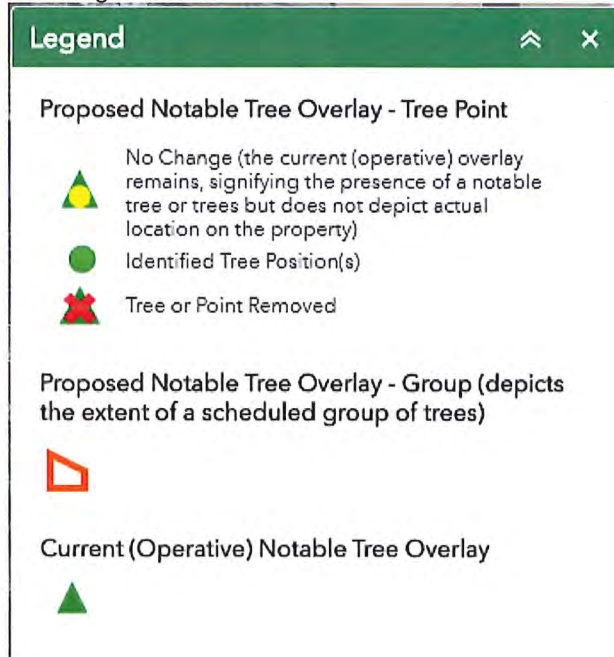 Legend
Proposed Notable Tree Overlay - Tree Point
No Change (the current (operative) overlay
remains, signifying the presence of a notable
tree or trees but does not depict actual
location on the property)
Identified Tree Position(s)
Tree or Point Removed
Proposed Notable Tree Overlay - Group (depicts
the extent of a scheduled group of trees)
Current (Operative) Notable Tree Overlay